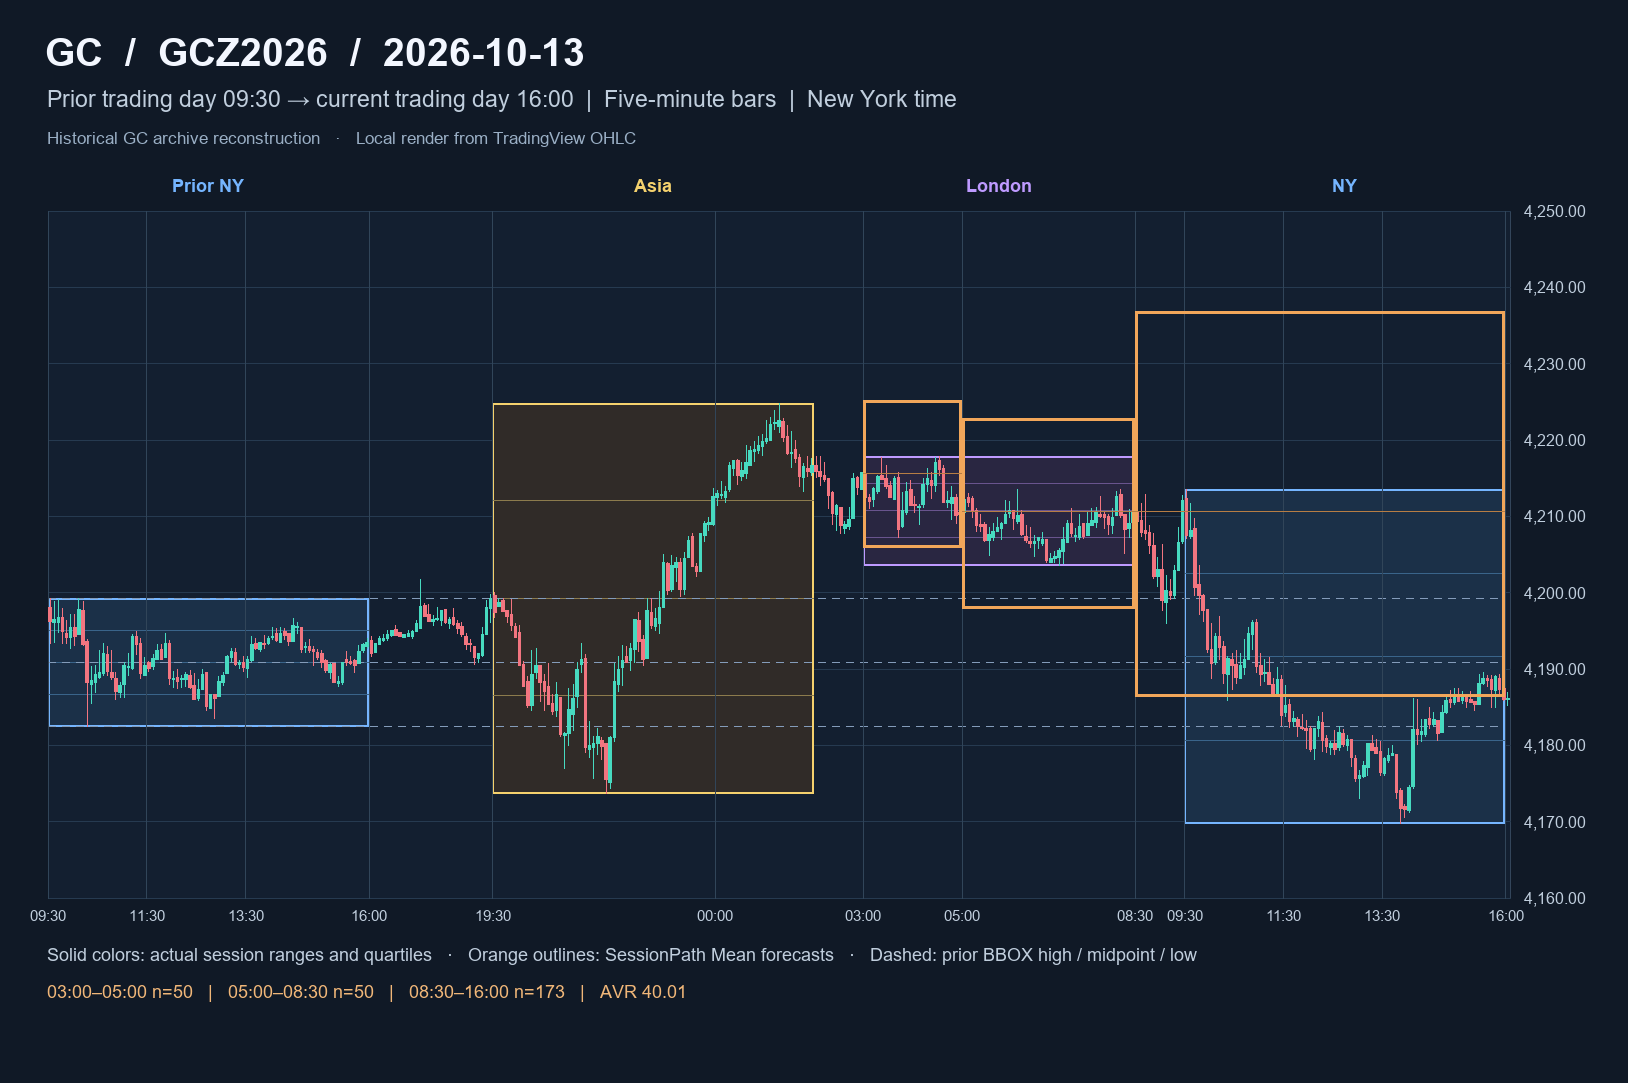 GC / GCZ2026 / 2026-10-13
Prior trading day 09:30 → current trading day 16:00 | Five-minute bars | New York time
Historical GC archive reconstruction · Local render from TradingView OHLC
Prior NY Asia London NY
4,250.00
4,240.00
4,230.00
4,220.00
4,210.00
4,200.00
4,190.00
4,180.00
4,170.00
4,160.00
09:30 11:30 13:30 16:00 19:30 00:00 03:00 05:00 08:30 09:30 11:30 13:30 16:00
Solid colors: actual session ranges and quartiles · Orange outlines: SessionPath Mean forecasts · Dashed: prior BBOX high / midpoint / low
03:00–05:00 n=50 | 05:00–08:30 n=50 | 08:30–16:00 n=173 | AVR 40.01